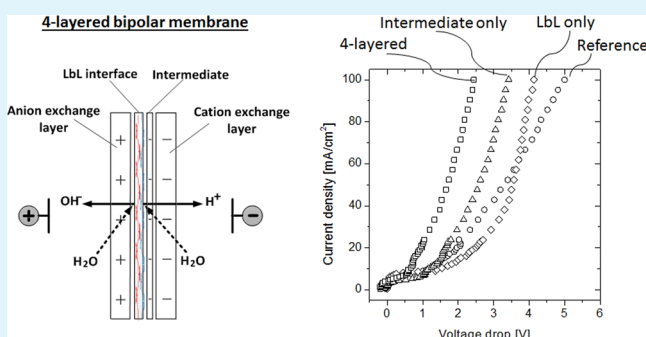 4-layered bipolar membrane
LbL interface
Intermediate
Anion exchange
layer
Cation exchange
layer
+
+
+
+
+
−
−
−
−
−
+
OH-
H+
−
H2O
H2O
Intermediate only
LbL only
4-layered
Reference
Current density [mA/cm2]
100
80
60
40
20
0
0
1
2
3
4
5
6
Voltage drop [V]